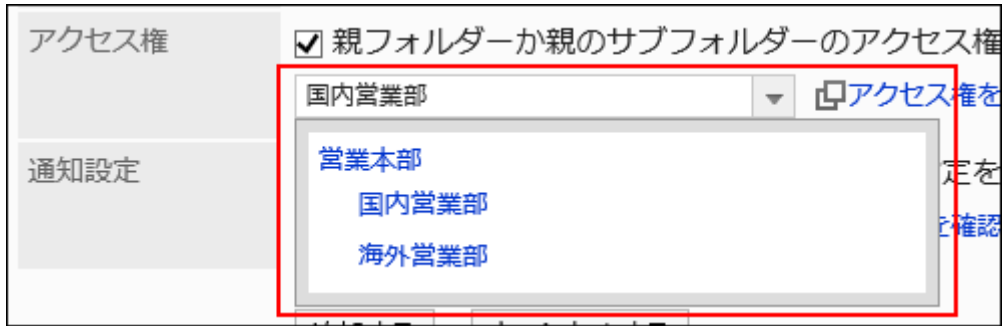 アクセス権
親フォルダーか親のサブフォルダーのアクセス権
国内営業部
アクセス権を
営業本部
通知設定
定を
国内営業部
を確認
海外営業部